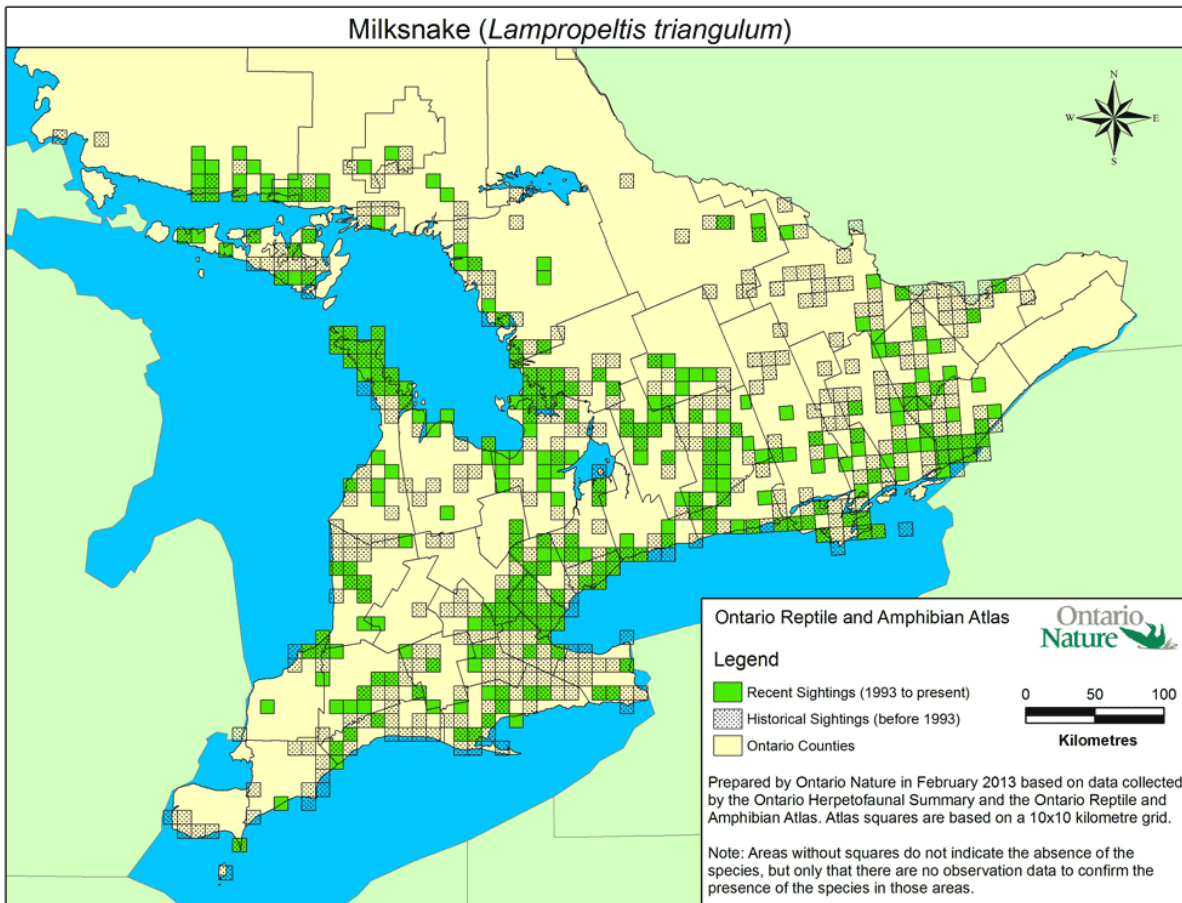 Milksnake (Lampropeltis triangulum)
N
W E
S
Ontario Reptile and Amphibian Atlas
Ontario
Nature
Legend
Recent Sightings (1993 to present)
Historical Sightings (before 1993)
Ontario Counties
0 50 100
Kilometres
Prepared by Ontario Nature in February 2013 based on data collected
by the Ontario Herpetofaunal Summary and the Ontario Reptile and
Amphibian Atlas. Atlas squares are based on a 10x10 kilometre grid.
Note: Areas without squares do not indicate the absence of the
species, but only that there are no observation data to confirm the
presence of the species in those areas.